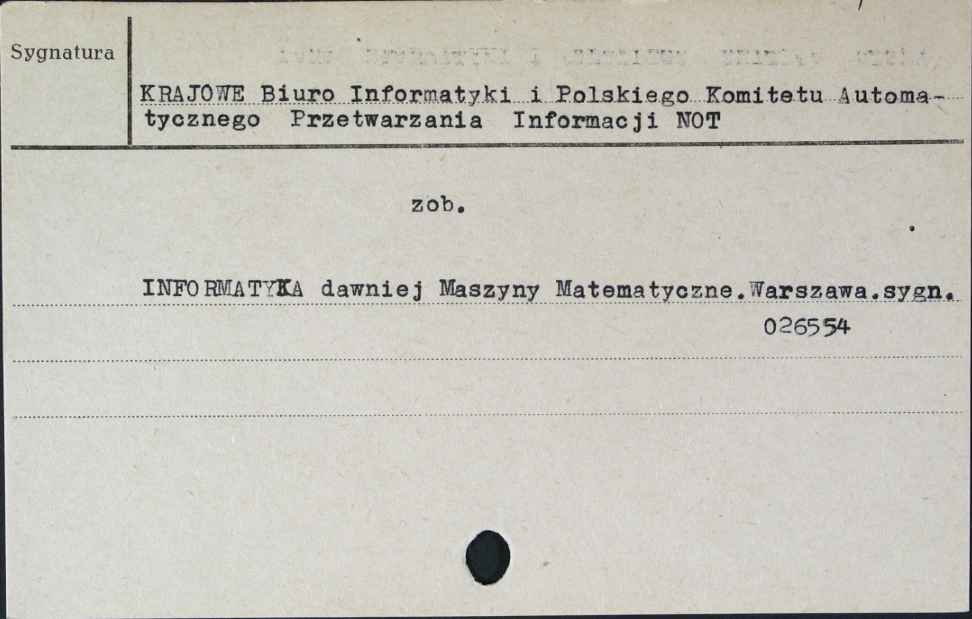 Sygnatura
KRAJOWE Biuro Informatyki i Polskiego Komitetu Automa-
tycznego Przetwarzania Informacji NOT
zob.
INFORMATYKA dawniej Maszyny Matematyczne.Warszawa.sygn.
026554